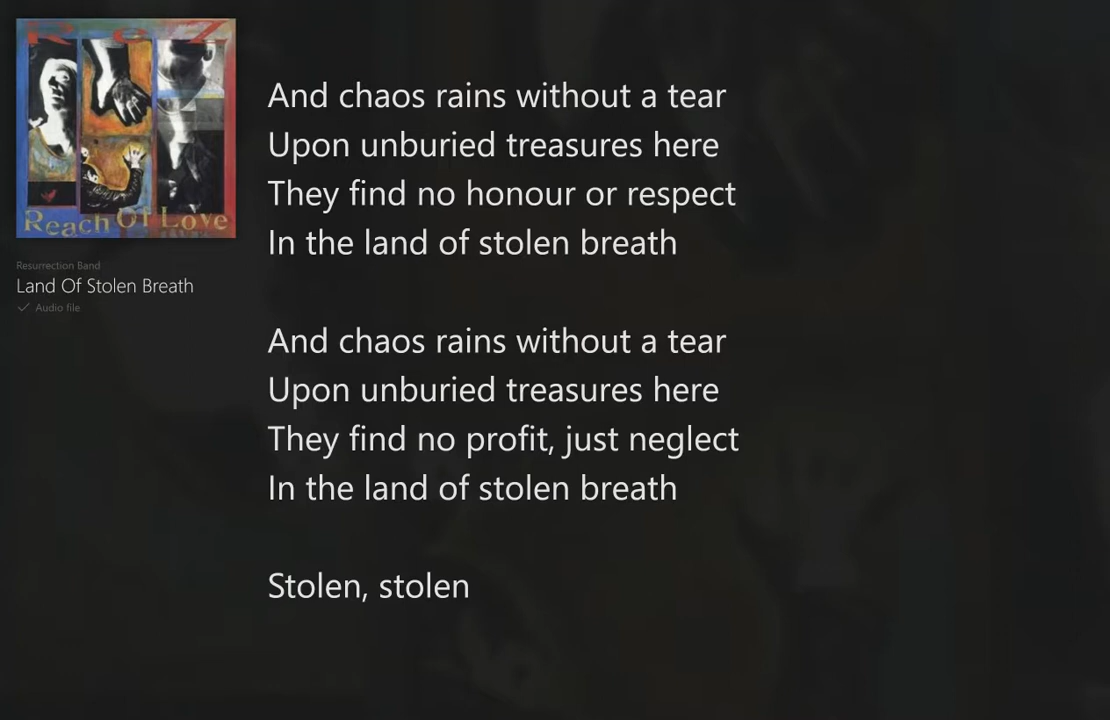 ReZ
Reach Of Love
Resurrection Band
Land Of Stolen Breath
Audio file
And chaos rains without a tear
Upon unburied treasures here
They find no honour or respect
In the land of stolen breath
And chaos rains without a tear
Upon unburied treasures here
They find no profit, just neglect
In the land of stolen breath
Stolen, stolen